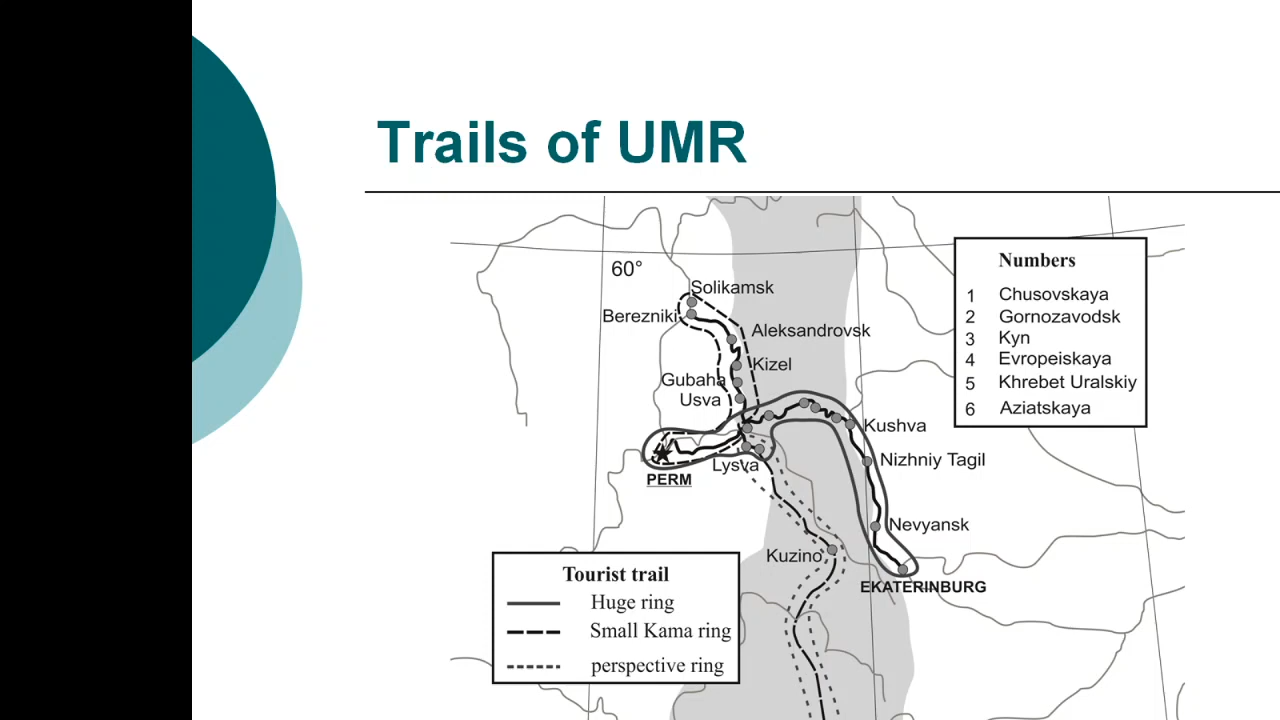 Trails of UMR
60°
Solikamsk
Berezniki
Aleksandrovsk
Kizel
Gubaha
Usva
Kushva
Nizhniy Tagil
Lysva
PERM
Nevyansk
Kuzino
EKATERINBURG
Numbers
1 Chusovskaya
2 Gornozavodsk
3 Kyn
4 Evropeiskaya
5 Khrebet Uralskiy
6 Aziatskaya
Tourist trail
Huge ring
Small Kama ring
perspective ring